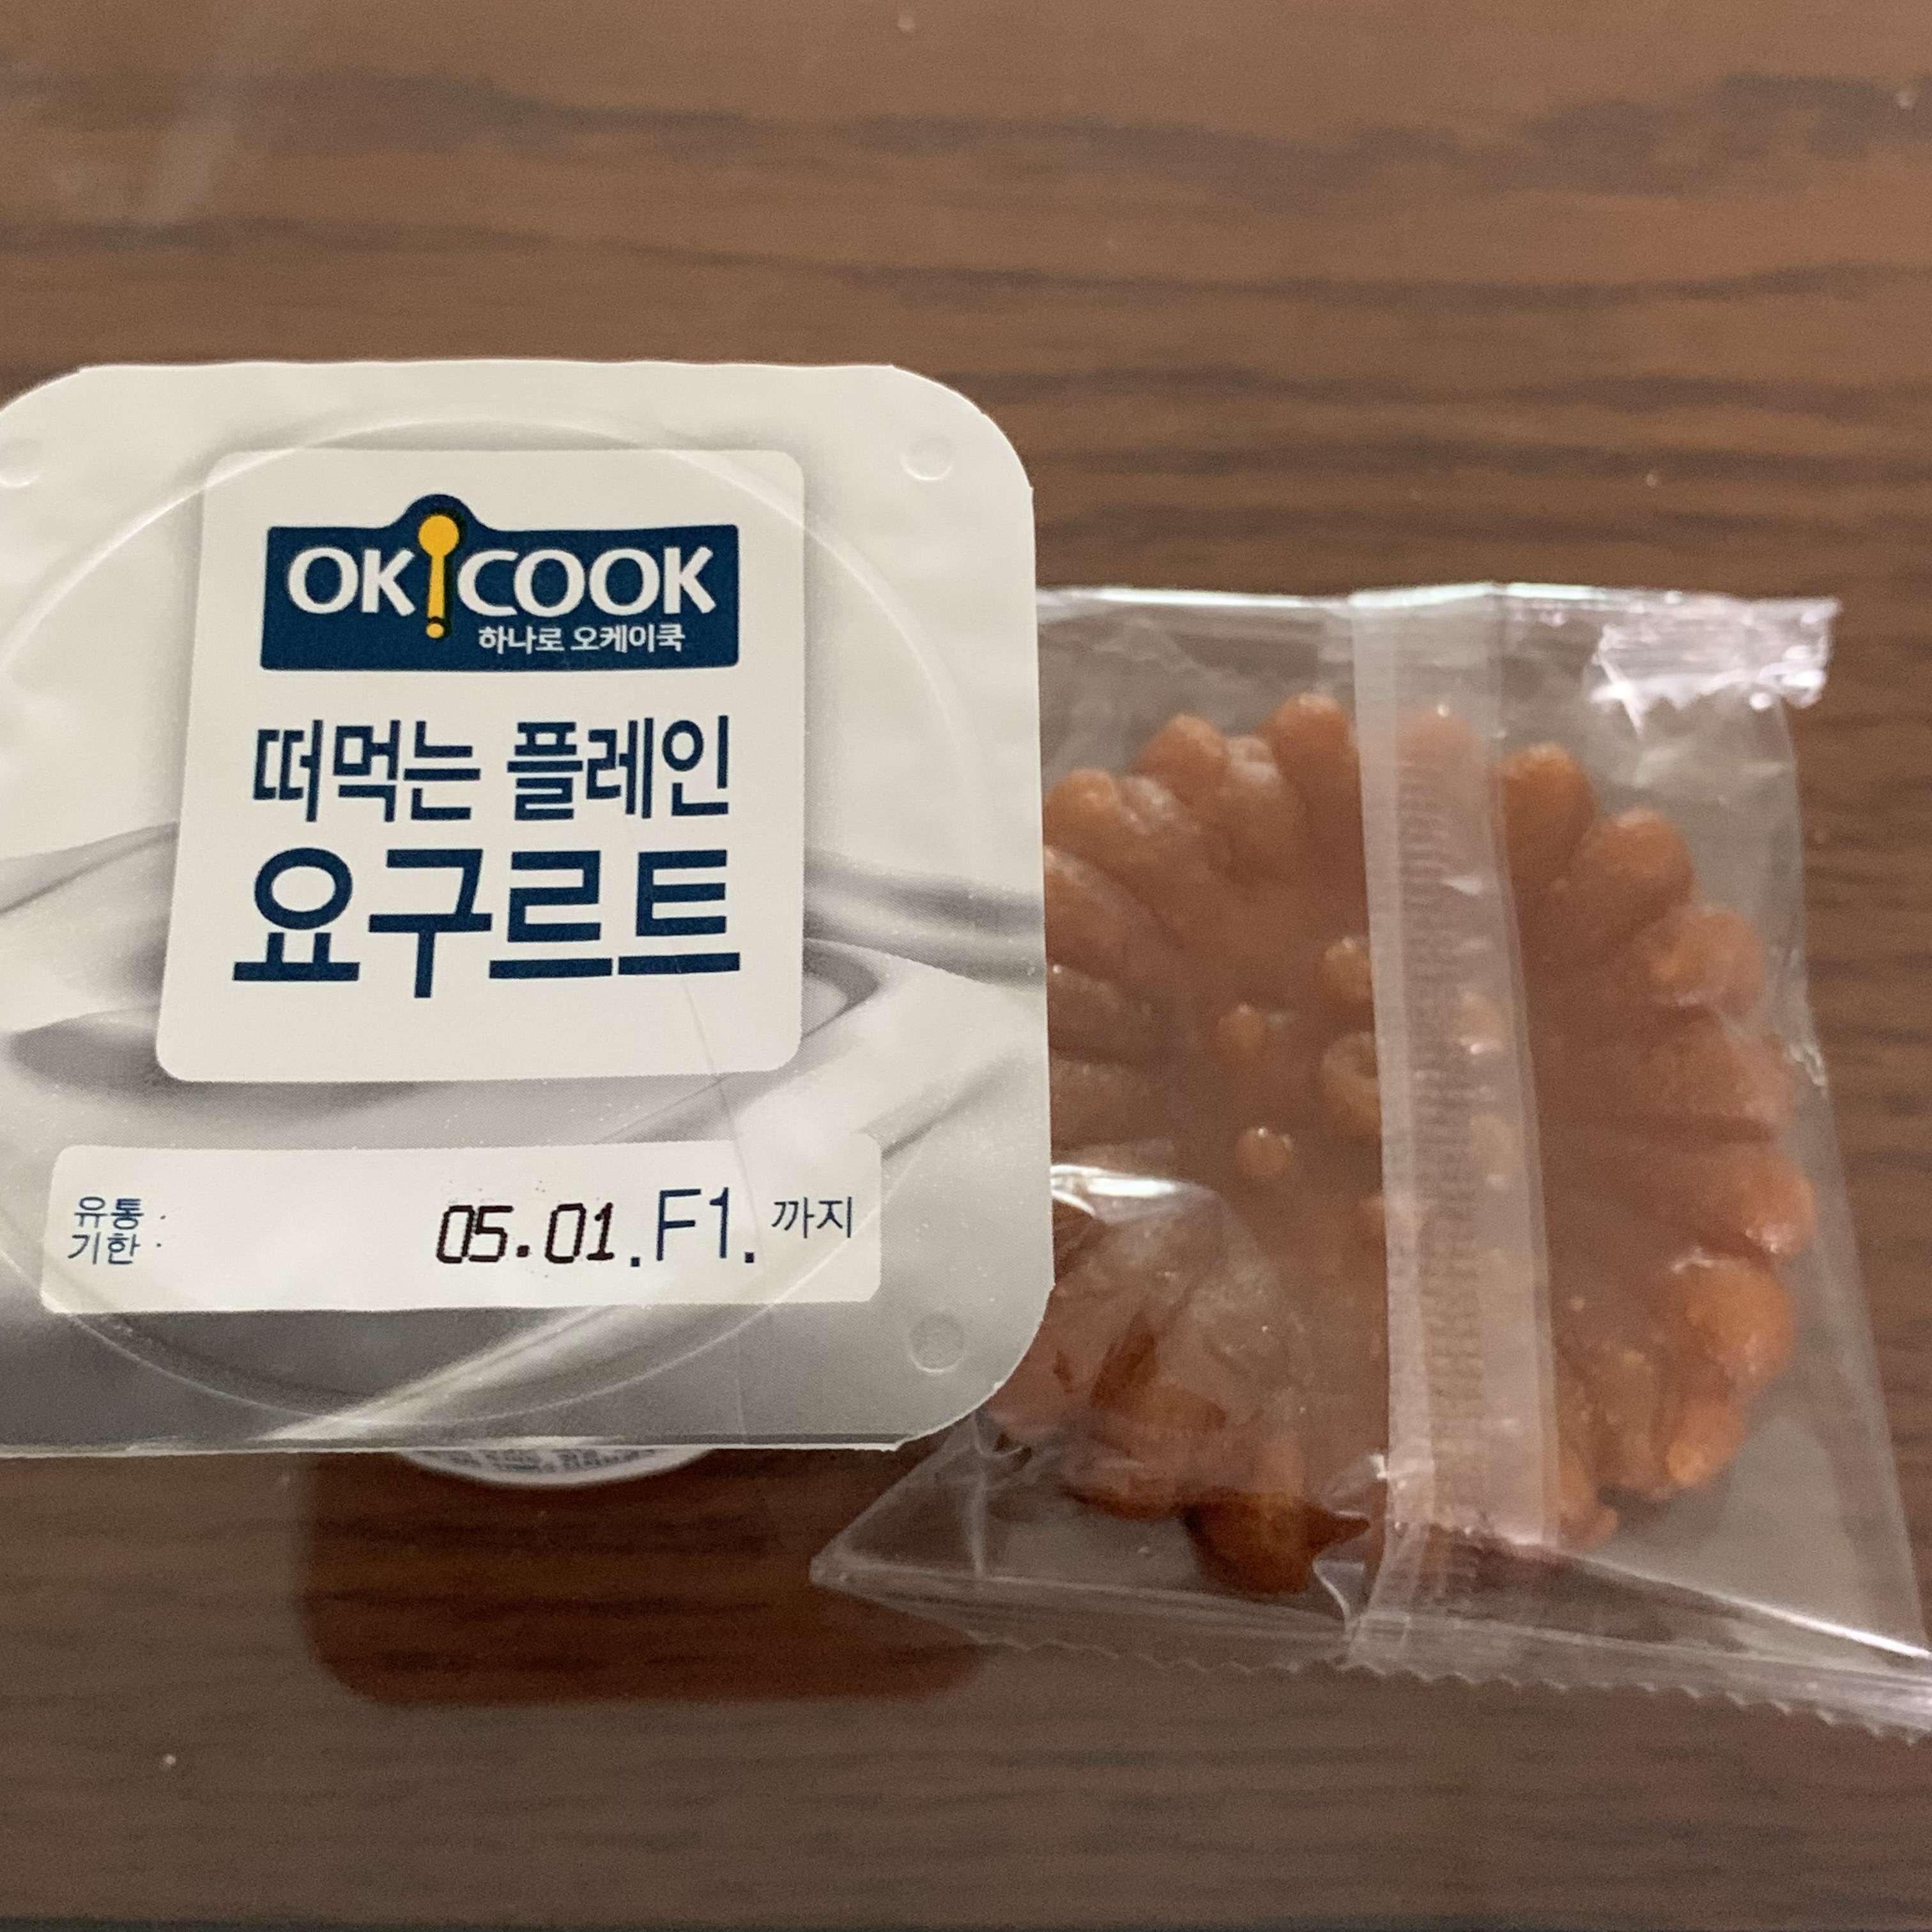 OK!COOK
하나로 오케이쿡
떠먹는 플레인
요구르트
유통
기한 : 05.01.F1.까지